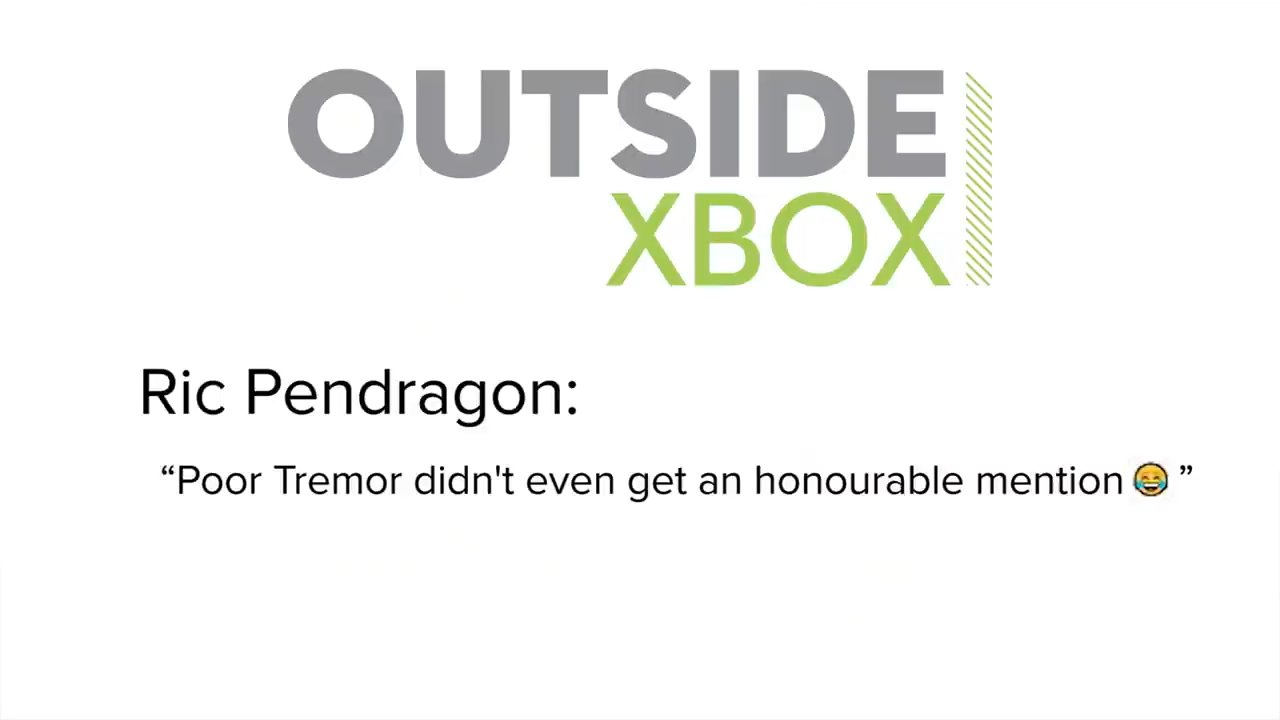 OUTSIDE
XBOX
Ric Pendragon:
“Poor Tremor didn't even get an honourable mention 😂 ”